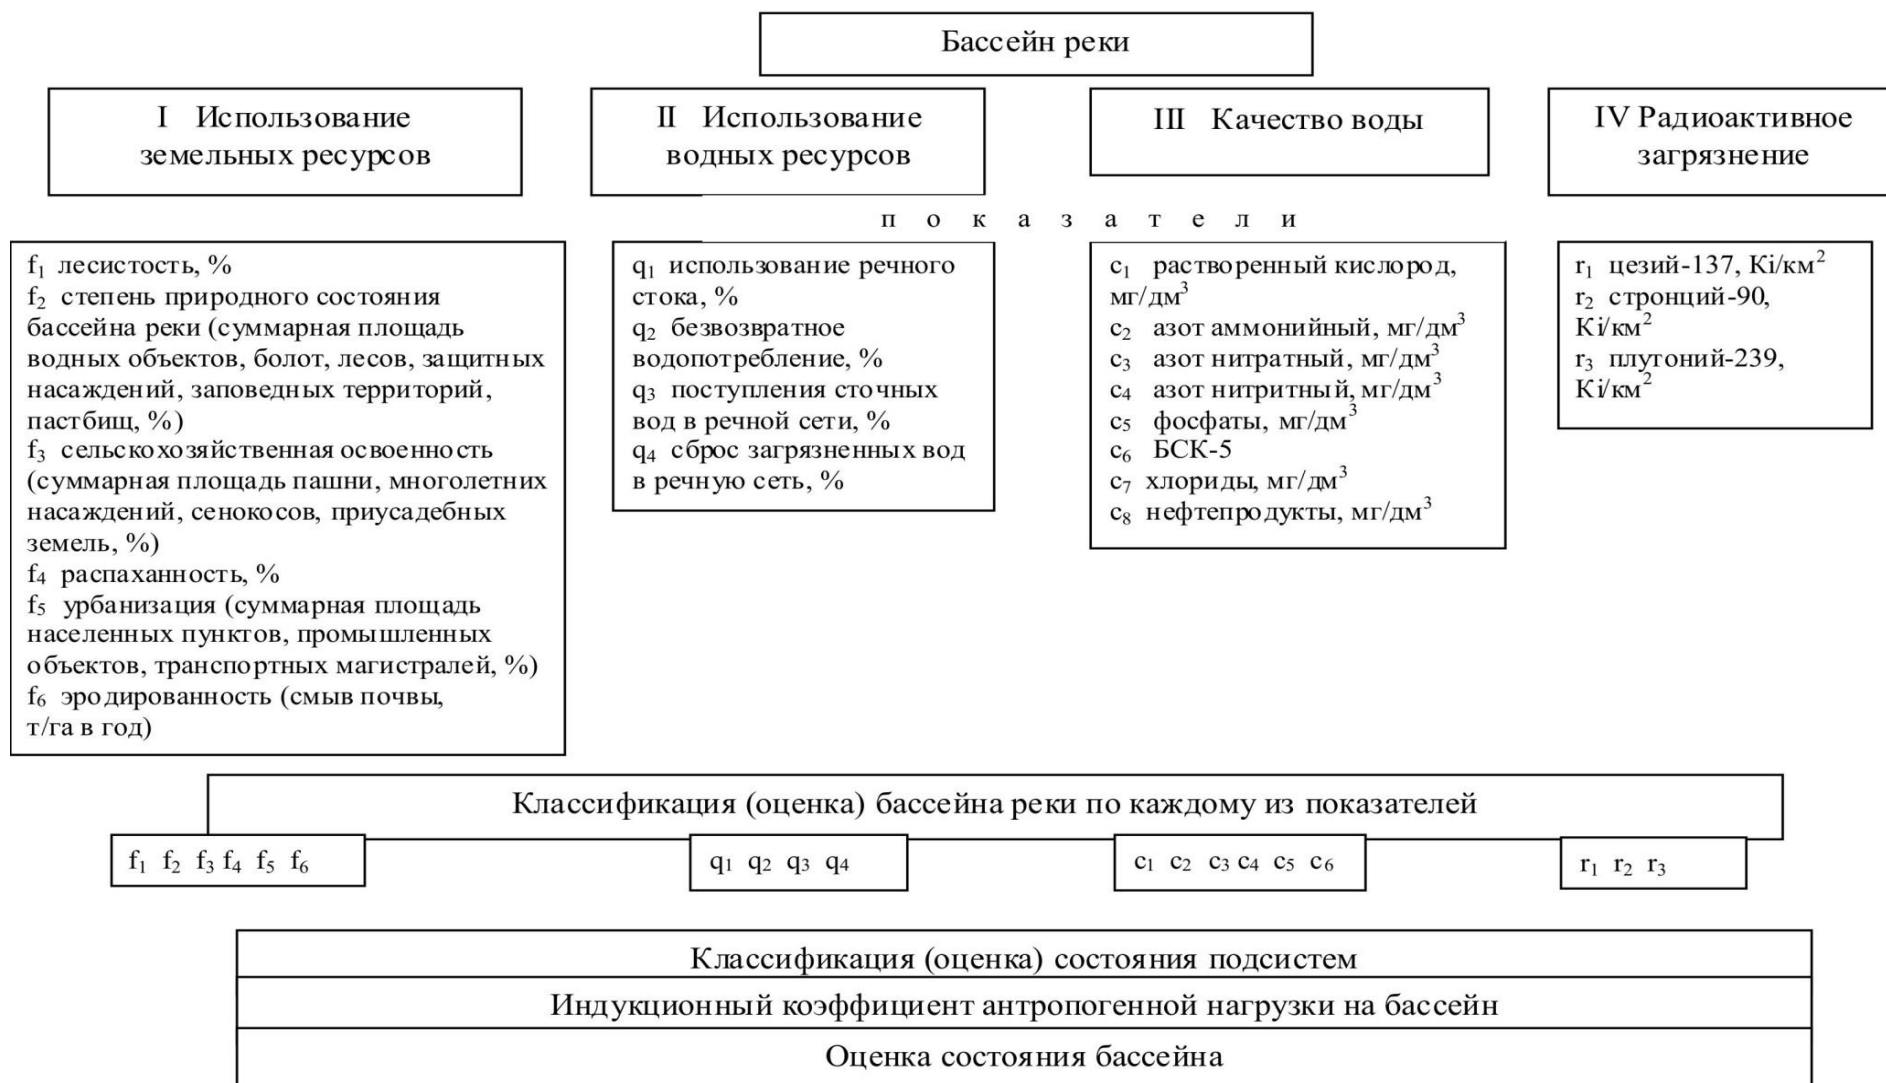 Бассейн реки
I Использование
земельных ресурсов
II Использование
водных ресурсов
III Качество воды
IV Радиоактивное
загрязнение
п о к а з а т е л и
f₁ лесистость, %
f₂ степень природного состояния
бассейна реки (суммарная площадь
водных объектов, болот, лесов, защитных
насаждений, заповедных территорий,
пастбищ, %)
f₃ сельскохозяйственная освоенность
(суммарная площадь пашни, многолетних
насаждений, сенокосов, приусадебных
земель, %)
f₄ распаханность, %
f₅ урбанизация (суммарная площадь
населенных пунктов, промышленных
объектов, транспортных магистралей, %)
f₆ эродированность (смыв почвы,
т/га в год)
q₁ использование речного
стока, %
q₂ безвозвратное
водопотребление, %
q₃ поступления сточных
вод в речной сети, %
q₄ сброс загрязненных вод
в речную сеть, %
c₁ растворенный кислород,
мг/дм³
c₂ азот аммонийный, мг/дм³
c₃ азот нитратный, мг/дм³
c₄ азот нитритный, мг/дм³
c₅ фосфаты, мг/дм³
c₆ БСК-5
c₇ хлориды, мг/дм³
c₈ нефтепродукты, мг/дм³
r₁ цезий-137, Кi/км²
r₂ стронций-90,
Кi/км²
r₃ плутоний-239,
Кi/км²
Классификация (оценка) бассейна реки по каждому из показателей
f₁ f₂ f₃ f₄ f₅ f₆
q₁ q₂ q₃ q₄
c₁ c₂ c₃ c₄ c₅ c₆
r₁ r₂ r₃
Классификация (оценка) состояния подсистем
Индукционный коэффициент антропогенной нагрузки на бассейн
Оценка состояния бассейна